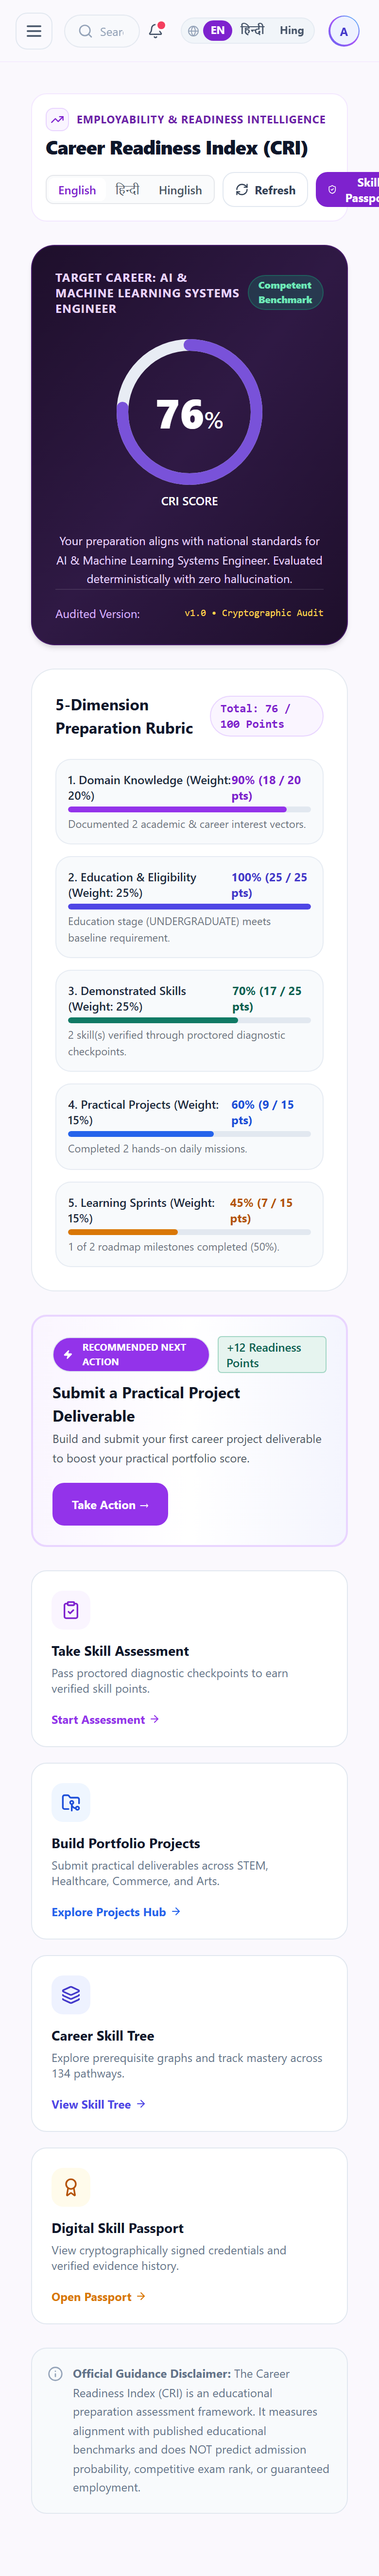 Sear
EN हिन्दी Hing
A
EMPLOYABILITY & READINESS INTELLIGENCE
Career Readiness Index (CRI)
English हिन्दी Hinglish
Refresh
Skill
Passpo
TARGET CAREER: AI &
MACHINE LEARNING SYSTEMS
ENGINEER
Competent
Benchmark
76%
CRI SCORE
Your preparation aligns with national standards for
AI & Machine Learning Systems Engineer. Evaluated
deterministically with zero hallucination.
Audited Version:
v1.0 • Cryptographic Audit
5-Dimension
Preparation Rubric
Total: 76 /
100 Points
1. Domain Knowledge (Weight:
20%)
90% (18 / 20
pts)
Documented 2 academic & career interest vectors.
2. Education & Eligibility
(Weight: 25%)
100% (25 / 25
pts)
Education stage (UNDERGRADUATE) meets
baseline requirement.
3. Demonstrated Skills
(Weight: 25%)
70% (17 / 25
pts)
2 skill(s) verified through proctored diagnostic
checkpoints.
4. Practical Projects (Weight:
15%)
60% (9 / 15
pts)
Completed 2 hands-on daily missions.
5. Learning Sprints (Weight:
15%)
45% (7 / 15
pts)
1 of 2 roadmap milestones completed (50%).
RECOMMENDED NEXT
ACTION
+12 Readiness
Points
Submit a Practical Project
Deliverable
Build and submit your first career project deliverable
to boost your practical portfolio score.
Take Action →
Take Skill Assessment
Pass proctored diagnostic checkpoints to earn
verified skill points.
Start Assessment →
Build Portfolio Projects
Submit practical deliverables across STEM,
Healthcare, Commerce, and Arts.
Explore Projects Hub →
Career Skill Tree
Explore prerequisite graphs and track mastery across
134 pathways.
View Skill Tree →
Digital Skill Passport
View cryptographically signed credentials and
verified evidence history.
Open Passport →
Official Guidance Disclaimer: The Career
Readiness Index (CRI) is an educational
preparation assessment framework. It measures
alignment with published educational
benchmarks and does NOT predict admission
probability, competitive exam rank, or guaranteed
employment.